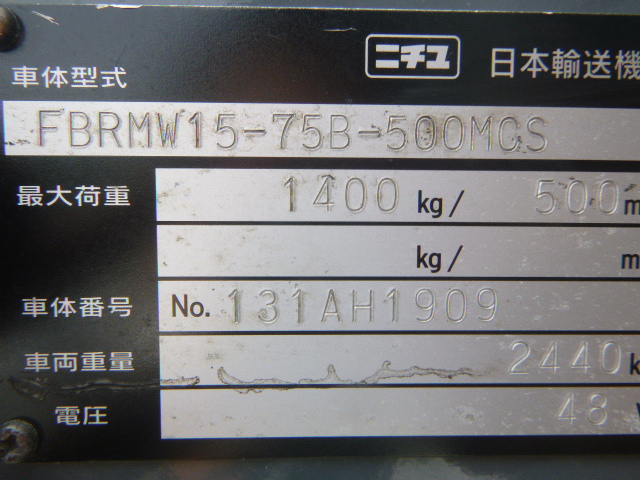 ニチユ 日本輸送機
車体型式
FBRMW15-75B-500MCS
最大荷重 1400 kg/ 500 m
kg/ m
車体番号 No. 131AH1909
車両重量 2440 k
電圧 48 V